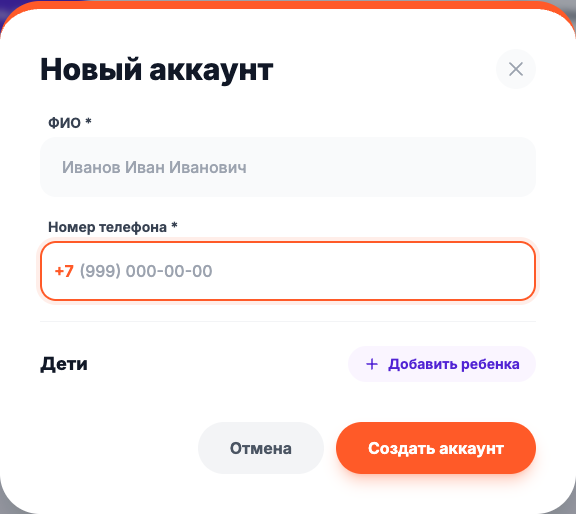 Новый аккаунт
ФИО *
Иванов Иван Иванович
Номер телефона *
+7 (999) 000-00-00
Дети
+ Добавить ребенка
Отмена
Создать аккаунт